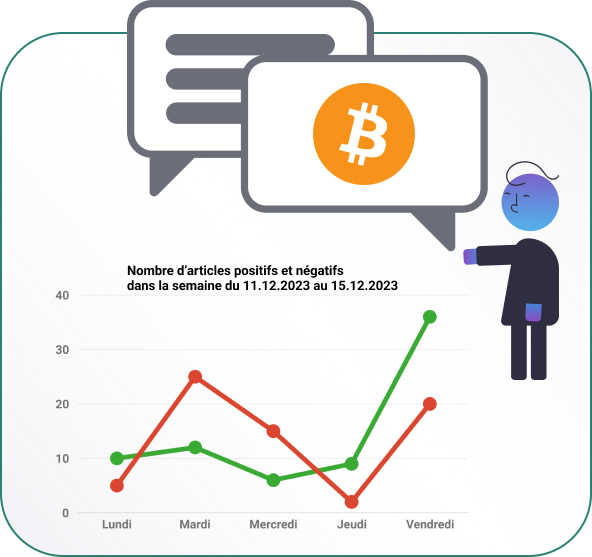 Nombre d'articles positifs et négatifs
dans la semaine du 11.12.2023 au 15.12.2023
40
30
20
10
0
Lundi Mardi Mercredi Jeudi Vendredi